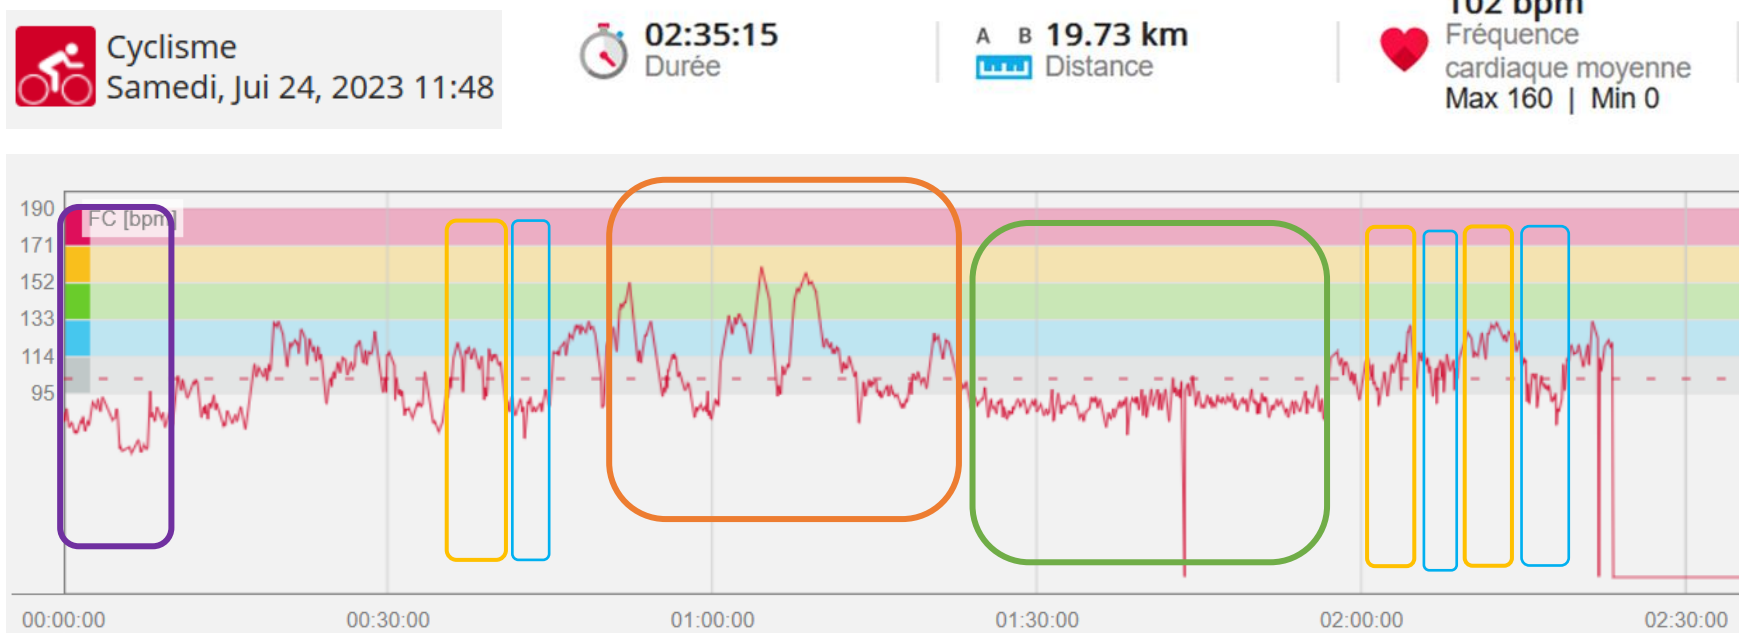 Cyclisme
Samedi, Jui 24, 2023 11:48
02:35:15
Durée
A B 19.73 km
Distance
102 bpm
Fréquence
cardiaque moyenne
Max 160 | Min 0
FC [bpm]
190
171
152
133
114
95
00:00:00 00:30:00 01:00:00 01:30:00 02:00:00 02:30:00